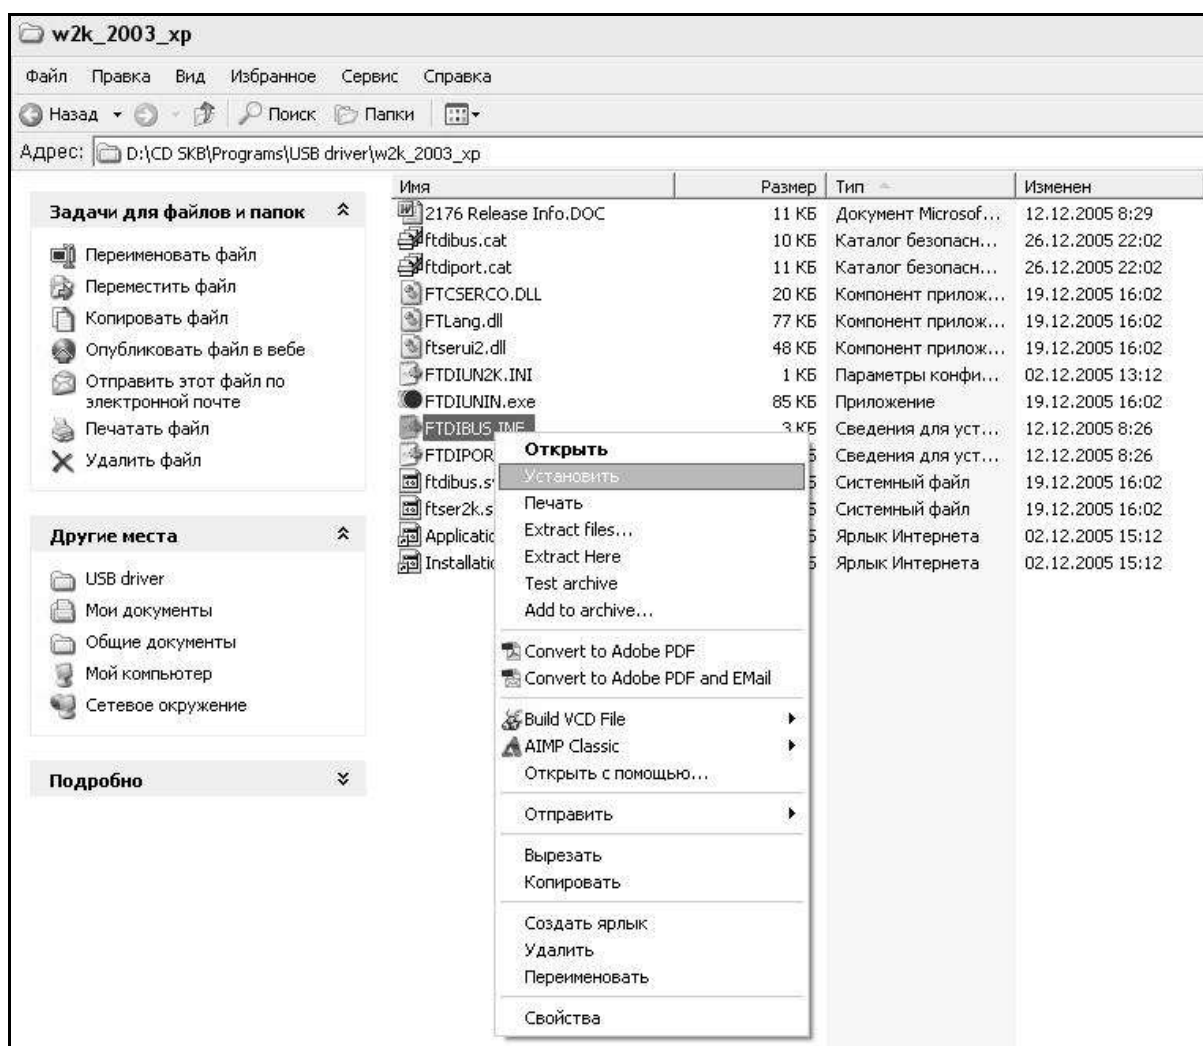 w2k_2003_xp
Файл Правка Вид Избранное Сервис Справка
Назад Поиск Папки
Адрес: D:\CD SKB\Programs\USB driver\w2k_2003_xp
Имя Размер Тип Изменен
Задачи для файлов и папок
Переименовать файл
Переместить файл
Копировать файл
Опубликовать файл в вебе
Отправить этот файл по
электронной почте
Печатать файл
Удалить файл
Другие места
USB driver
Мои документы
Общие документы
Мой компьютер
Сетевое окружение
Подробно
2176 Release Info.DOC 11 КБ Документ Microsof... 12.12.2005 8:29
ftdibus.cat 10 КБ Каталог безопасн... 26.12.2005 22:02
ftdiport.cat 11 КБ Каталог безопасн... 26.12.2005 22:02
FTCSERCO.DLL 20 КБ Компонент прилож... 19.12.2005 16:02
FTLang.dll 77 КБ Компонент прилож... 19.12.2005 16:02
ftserui2.dll 48 КБ Компонент прилож... 19.12.2005 16:02
FTDIUN2K.INI 1 КБ Параметры конфи... 02.12.2005 13:12
FTDIUNIN.exe 85 КБ Приложение 19.12.2005 16:02
FTDIBUS.INF 3 КБ Сведения для уст... 12.12.2005 8:26
FTDIPOR Сведения для уст... 12.12.2005 8:26
ftdibus.s Системный файл 19.12.2005 16:02
ftser2k.s Системный файл 19.12.2005 16:02
Applicatio Ярлык Интернета 02.12.2005 15:12
Installatio Ярлык Интернета 02.12.2005 15:12
Открыть
Установить
Печать
Extract files...
Extract Here
Test archive
Add to archive...
Convert to Adobe PDF
Convert to Adobe PDF and EMail
Build VCD File
AIMP Classic
Открыть с помощью...
Отправить
Вырезать
Копировать
Создать ярлык
Удалить
Переименовать
Свойства